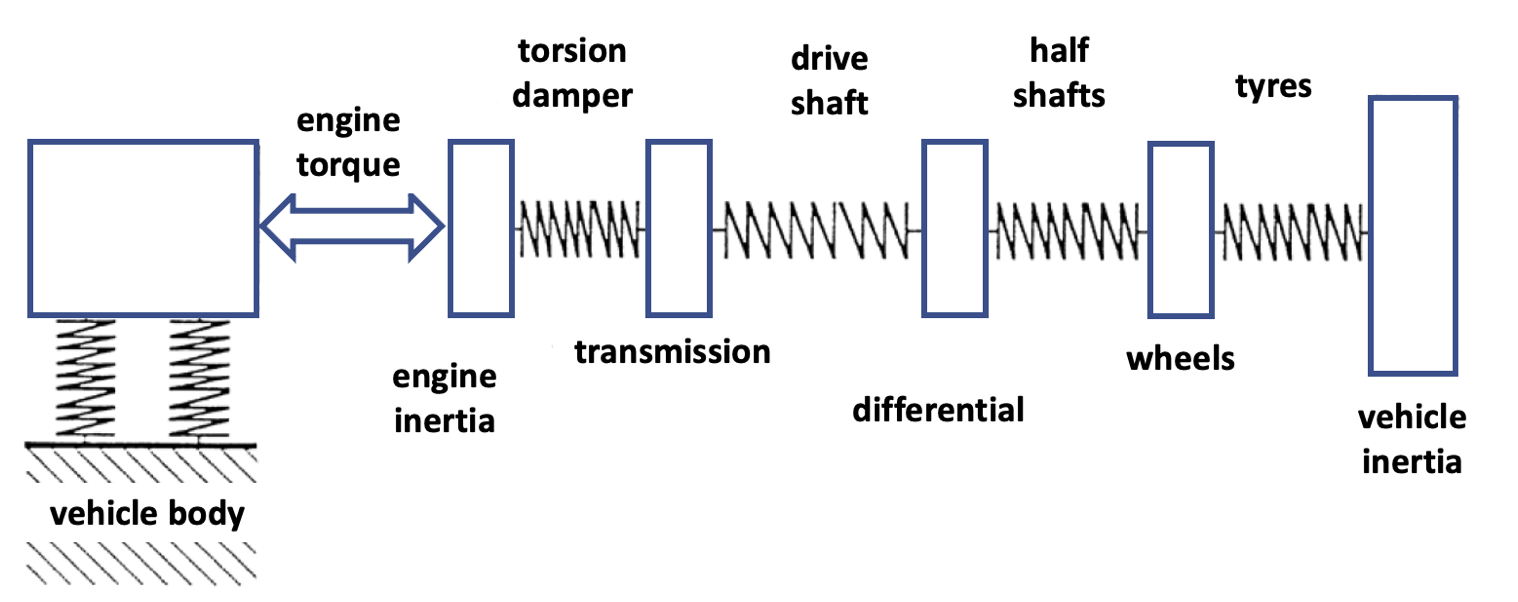 torsion
damper
drive
shaft
half
shafts
tyres
engine
torque
engine
inertia
transmission
differential
wheels
vehicle
inertia
vehicle body